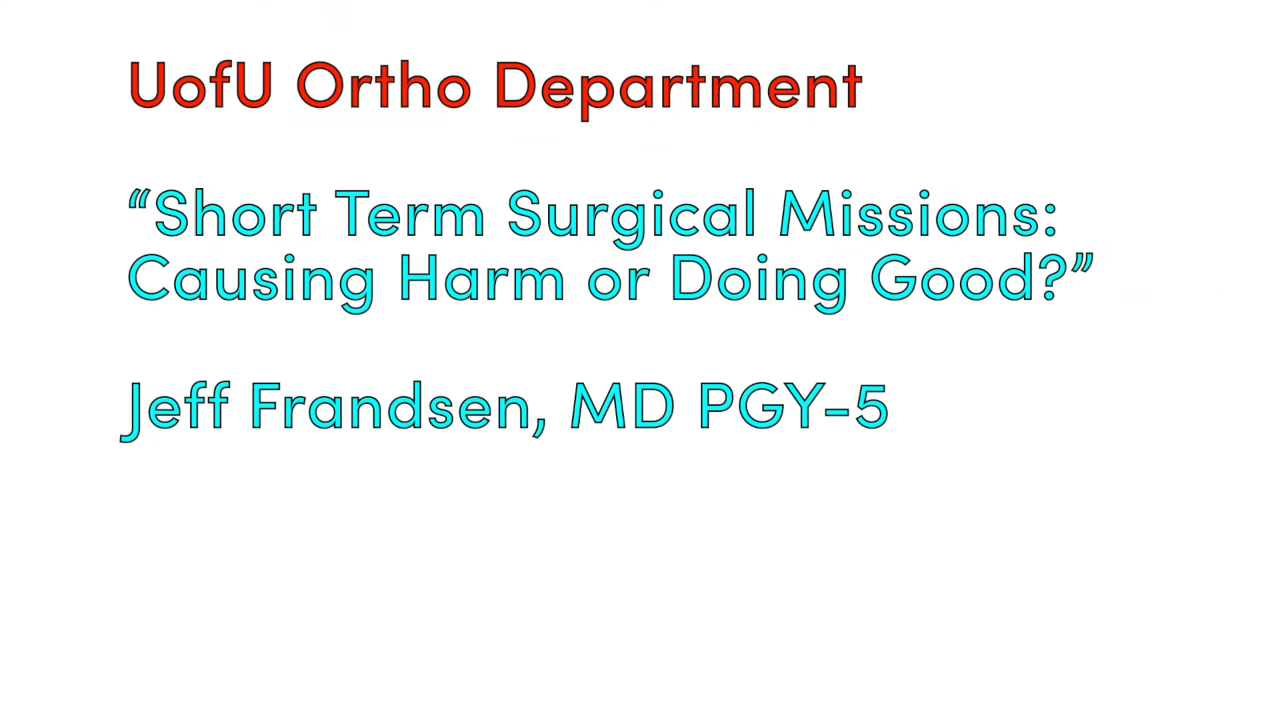 UofU Ortho Department
“Short Term Surgical Missions:
Causing Harm or Doing Good?”
Jeff Frandsen, MD PGY-5